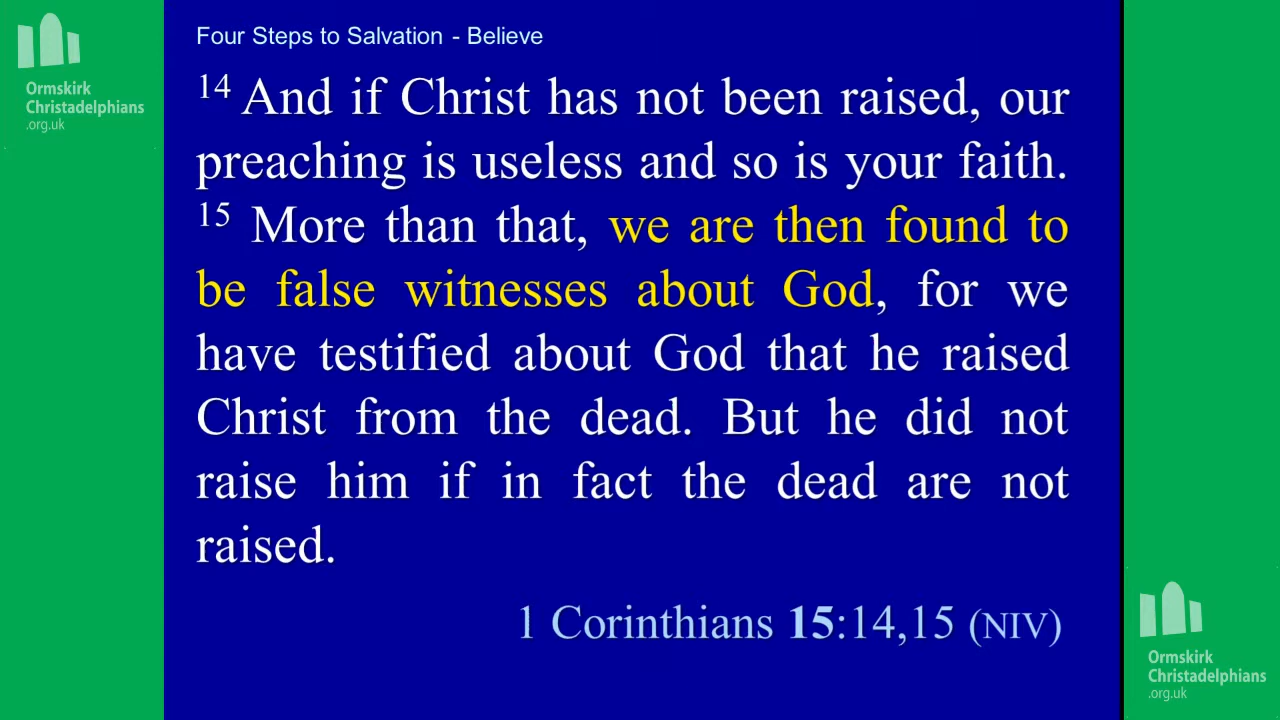 Four Steps to Salvation - Believe
14 And if Christ has not been raised, our
preaching is useless and so is your faith.
15 More than that, we are then found to
be false witnesses about God, for we
have testified about God that he raised
Christ from the dead. But he did not
raise him if in fact the dead are not
raised.
1 Corinthians 15:14,15 (NIV)
Ormskirk
Christadelphians
.org.uk
Ormskirk
Christadelphians
.org.uk